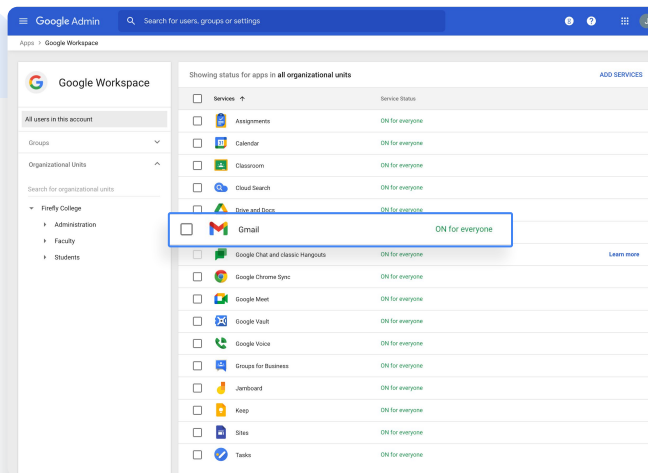 Google Admin
Search for users, groups or settings
Apps > Google Workspace
Google Workspace
All users in this account
Groups
Organizational Units
Search for organizational units
Firefly College
Administration
Faculty
Students
Showing status for apps in all organizational units
ADD SERVICES
Services ↑ Service Status
Assignments ON for everyone
Calendar ON for everyone
Classroom ON for everyone
Cloud Search ON for everyone
Drive and Docs ON for everyone
Gmail ON for everyone
Google Chat and classic Hangouts ON for everyone Learn more
Google Chrome Sync ON for everyone
Google Meet ON for everyone
Google Vault ON for everyone
Google Voice ON for everyone
Groups for Business ON for everyone
Jamboard ON for everyone
Keep ON for everyone
Sites ON for everyone
Tasks ON for everyone